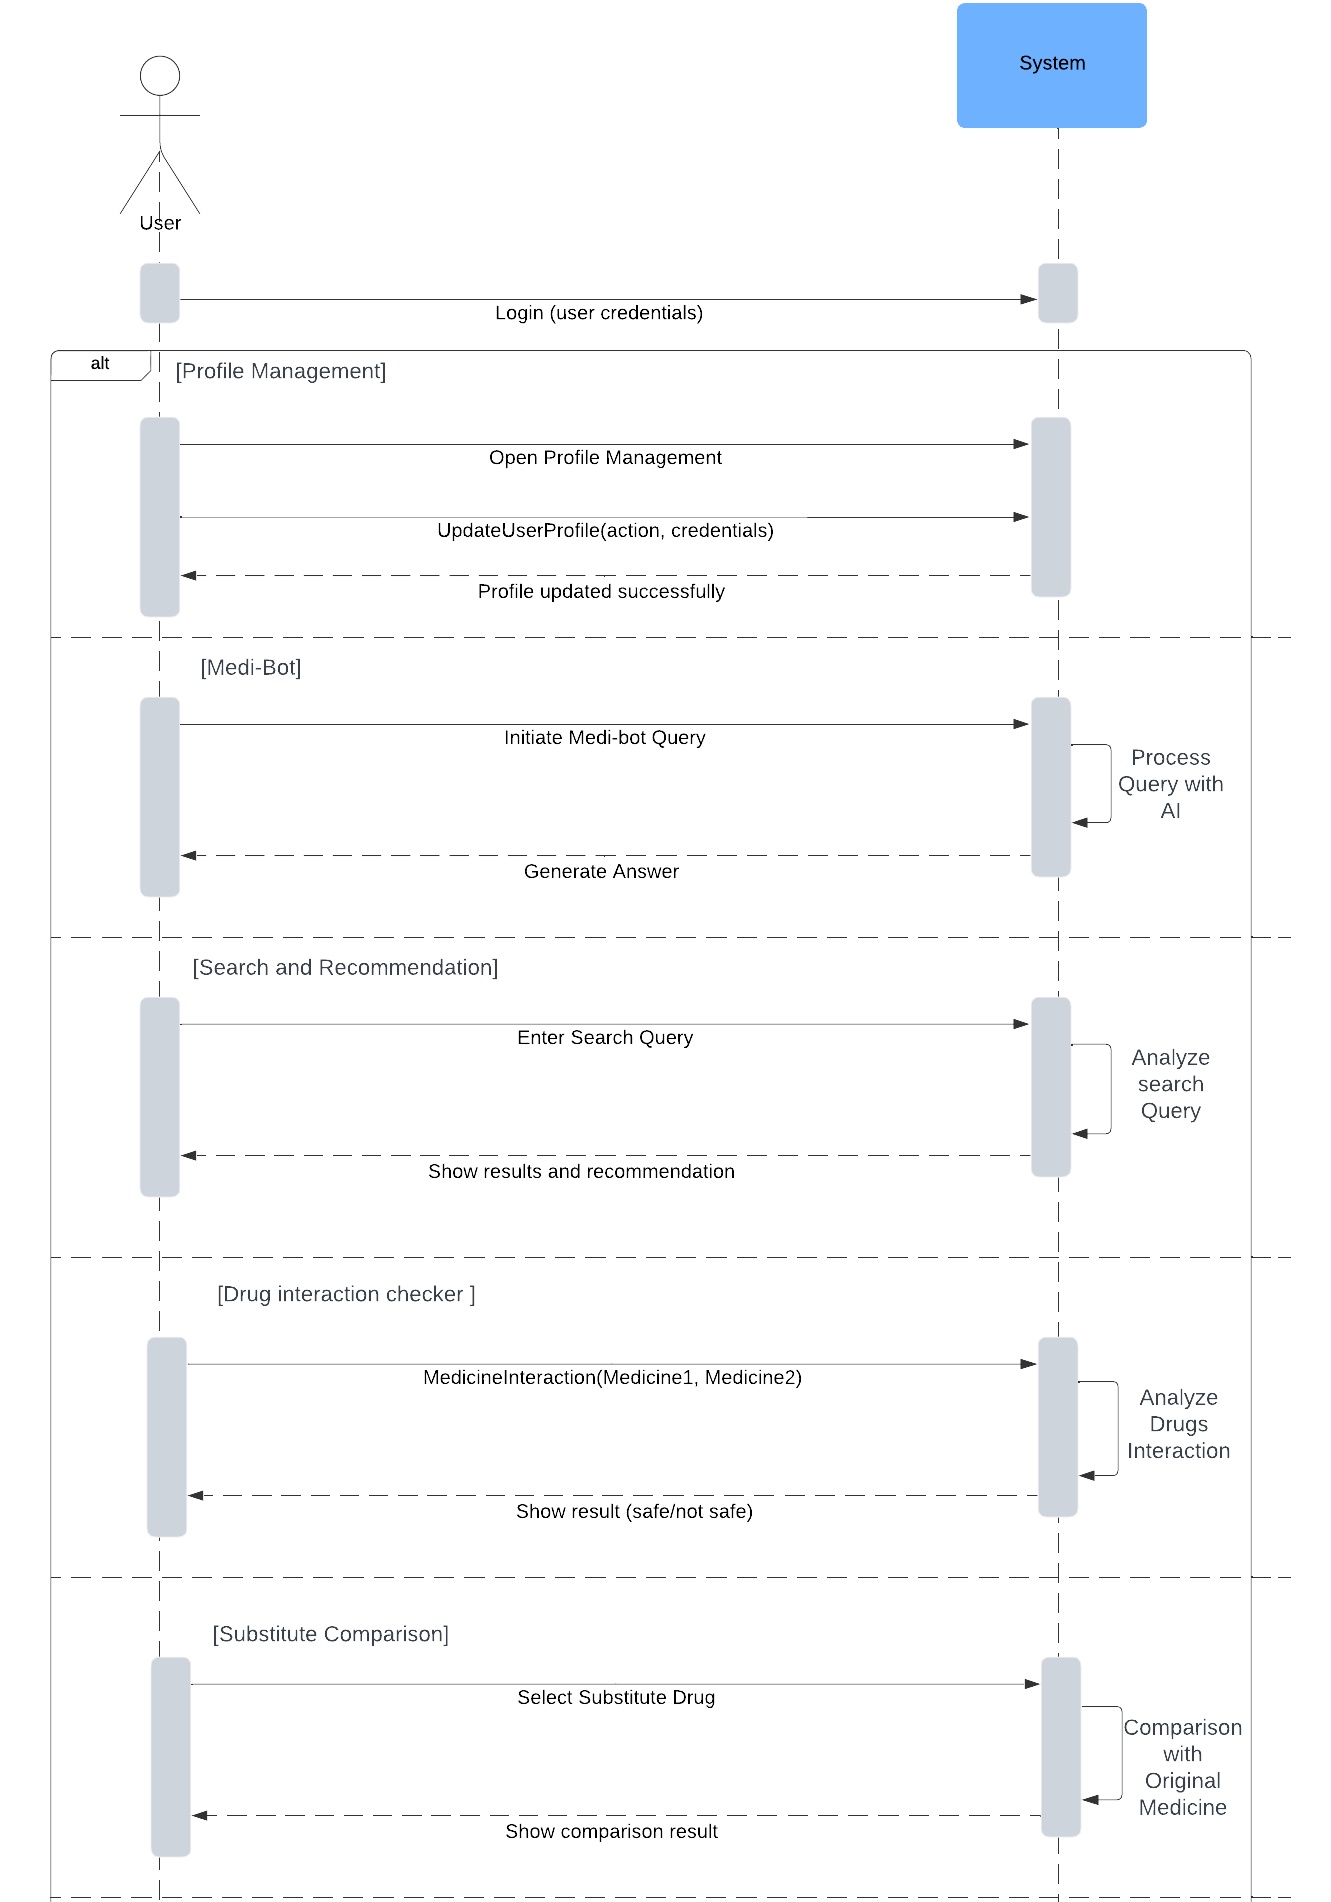 System
User
Login (user credentials)
alt
[Profile Management]
Open Profile Management
UpdateUserProfile(action, credentials)
Profile updated successfully
[Medi-Bot]
Initiate Medi-bot Query
Process
Query with
AI
Generate Answer
[Search and Recommendation]
Enter Search Query
Analyze
search
Query
Show results and recommendation
[Drug interaction checker ]
MedicineInteraction(Medicine1, Medicine2)
Analyze
Drugs
Interaction
Show result (safe/not safe)
[Substitute Comparison]
Select Substitute Drug
Comparison
with
Original
Medicine
Show comparison result